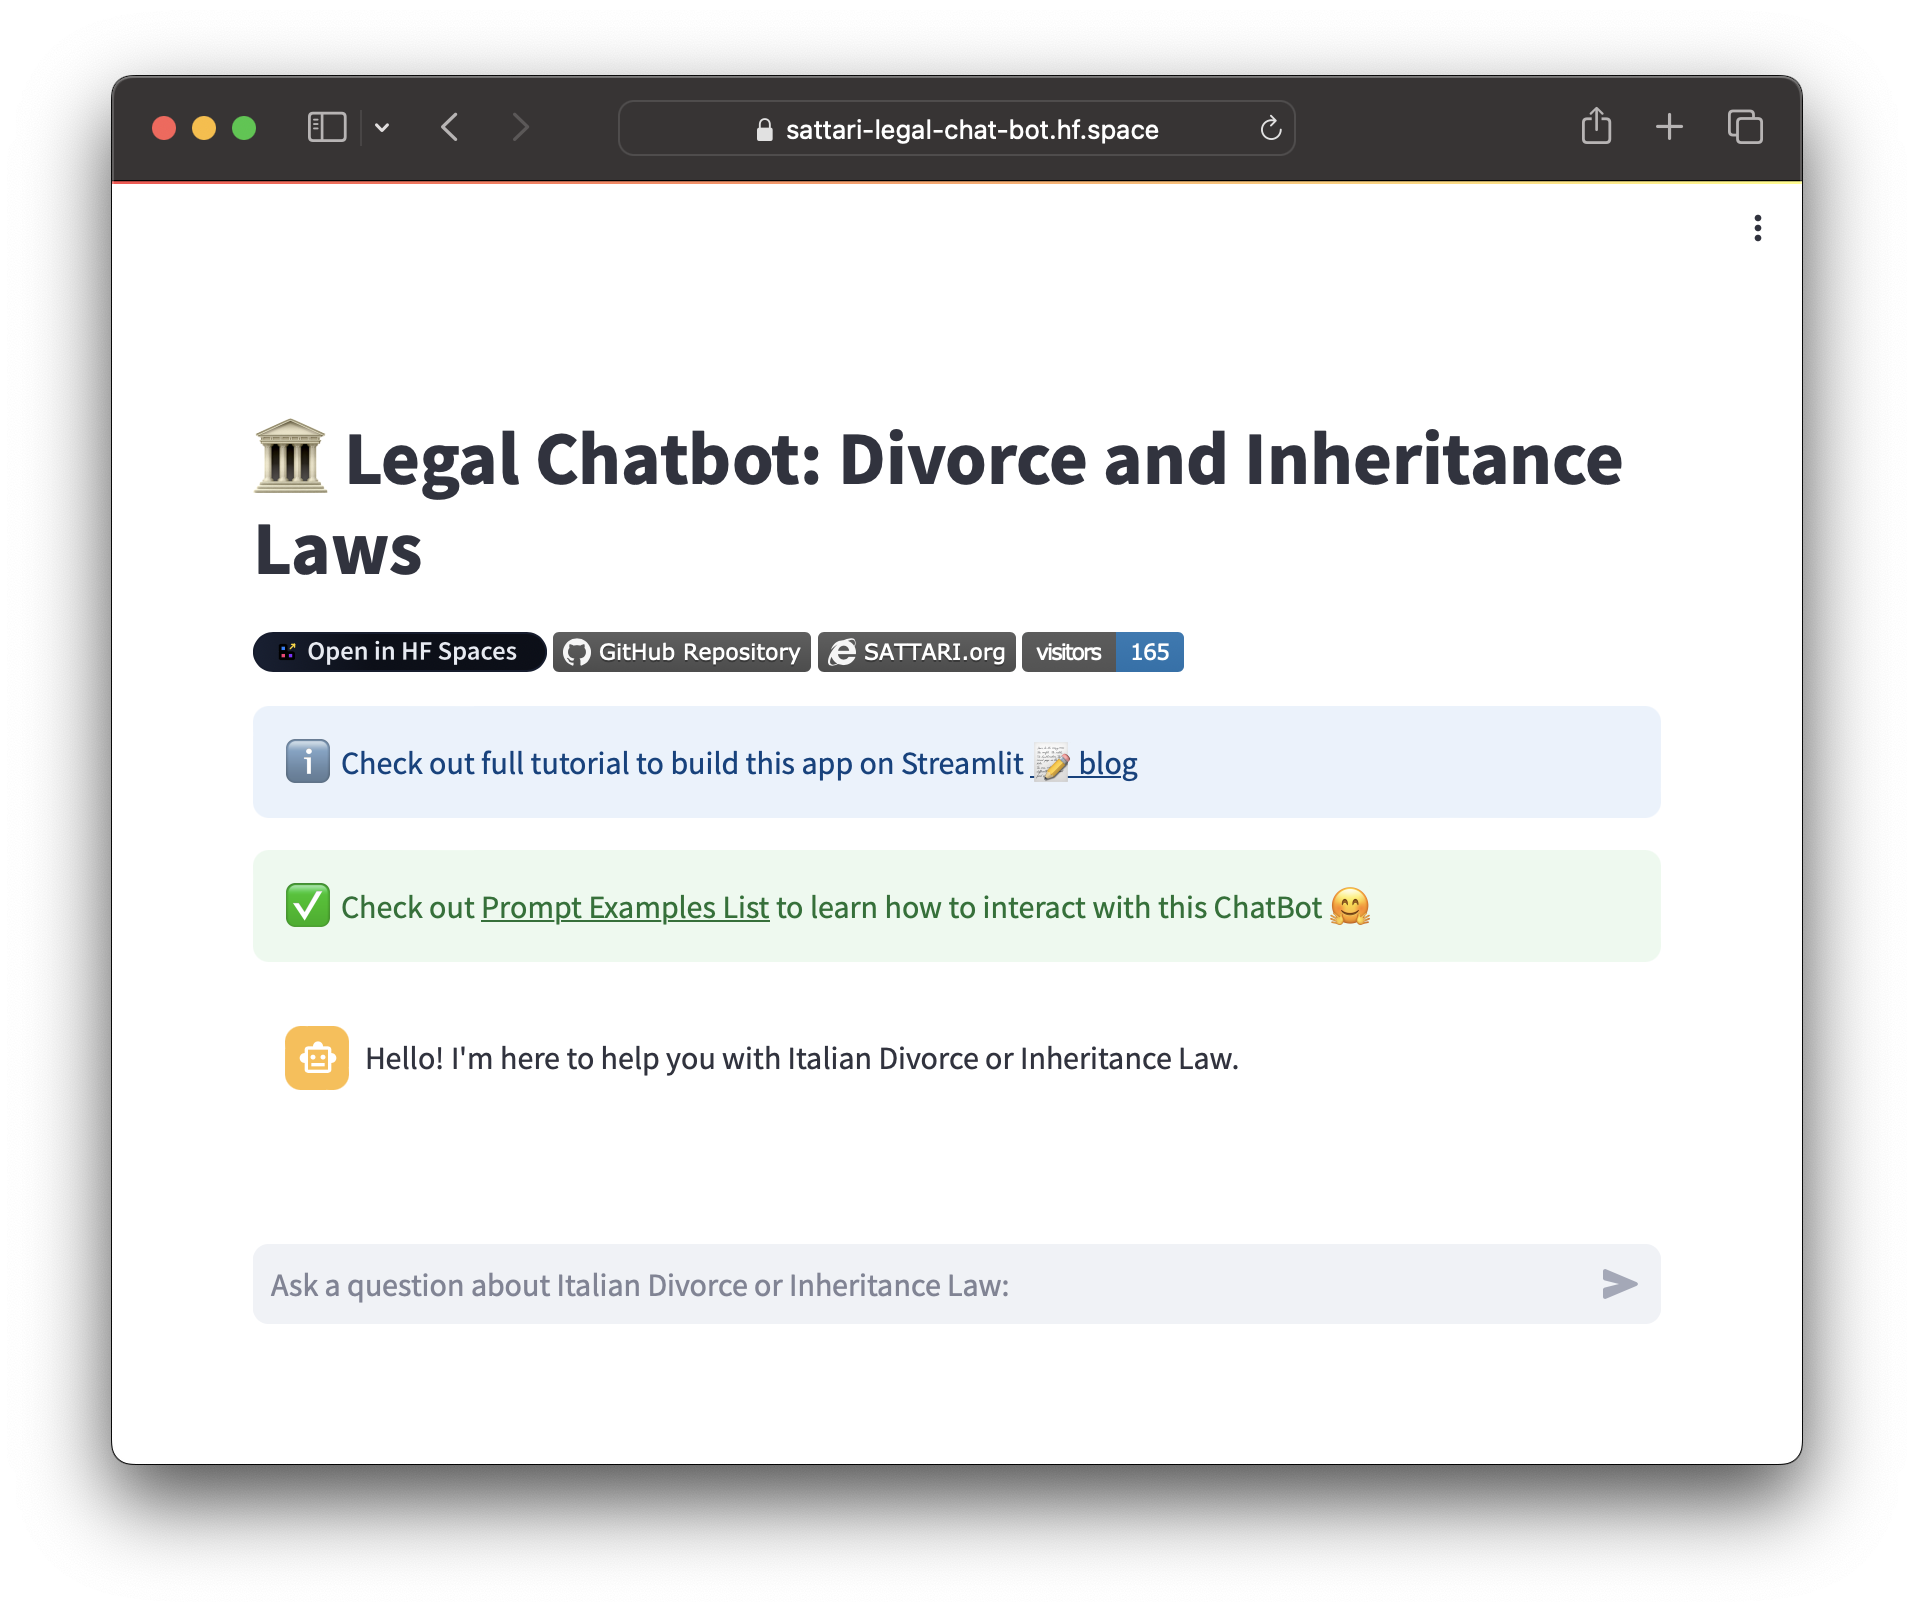 sattari-legal-chat-bot.hf.space
🏛️ Legal Chatbot: Divorce and Inheritance
Laws
Open in HF Spaces GitHub Repository SATTARI.org visitors 165
ℹ️ Check out full tutorial to build this app on Streamlit 📝 blog
✅ Check out Prompt Examples List to learn how to interact with this ChatBot 🤗
Hello! I'm here to help you with Italian Divorce or Inheritance Law.
Ask a question about Italian Divorce or Inheritance Law: